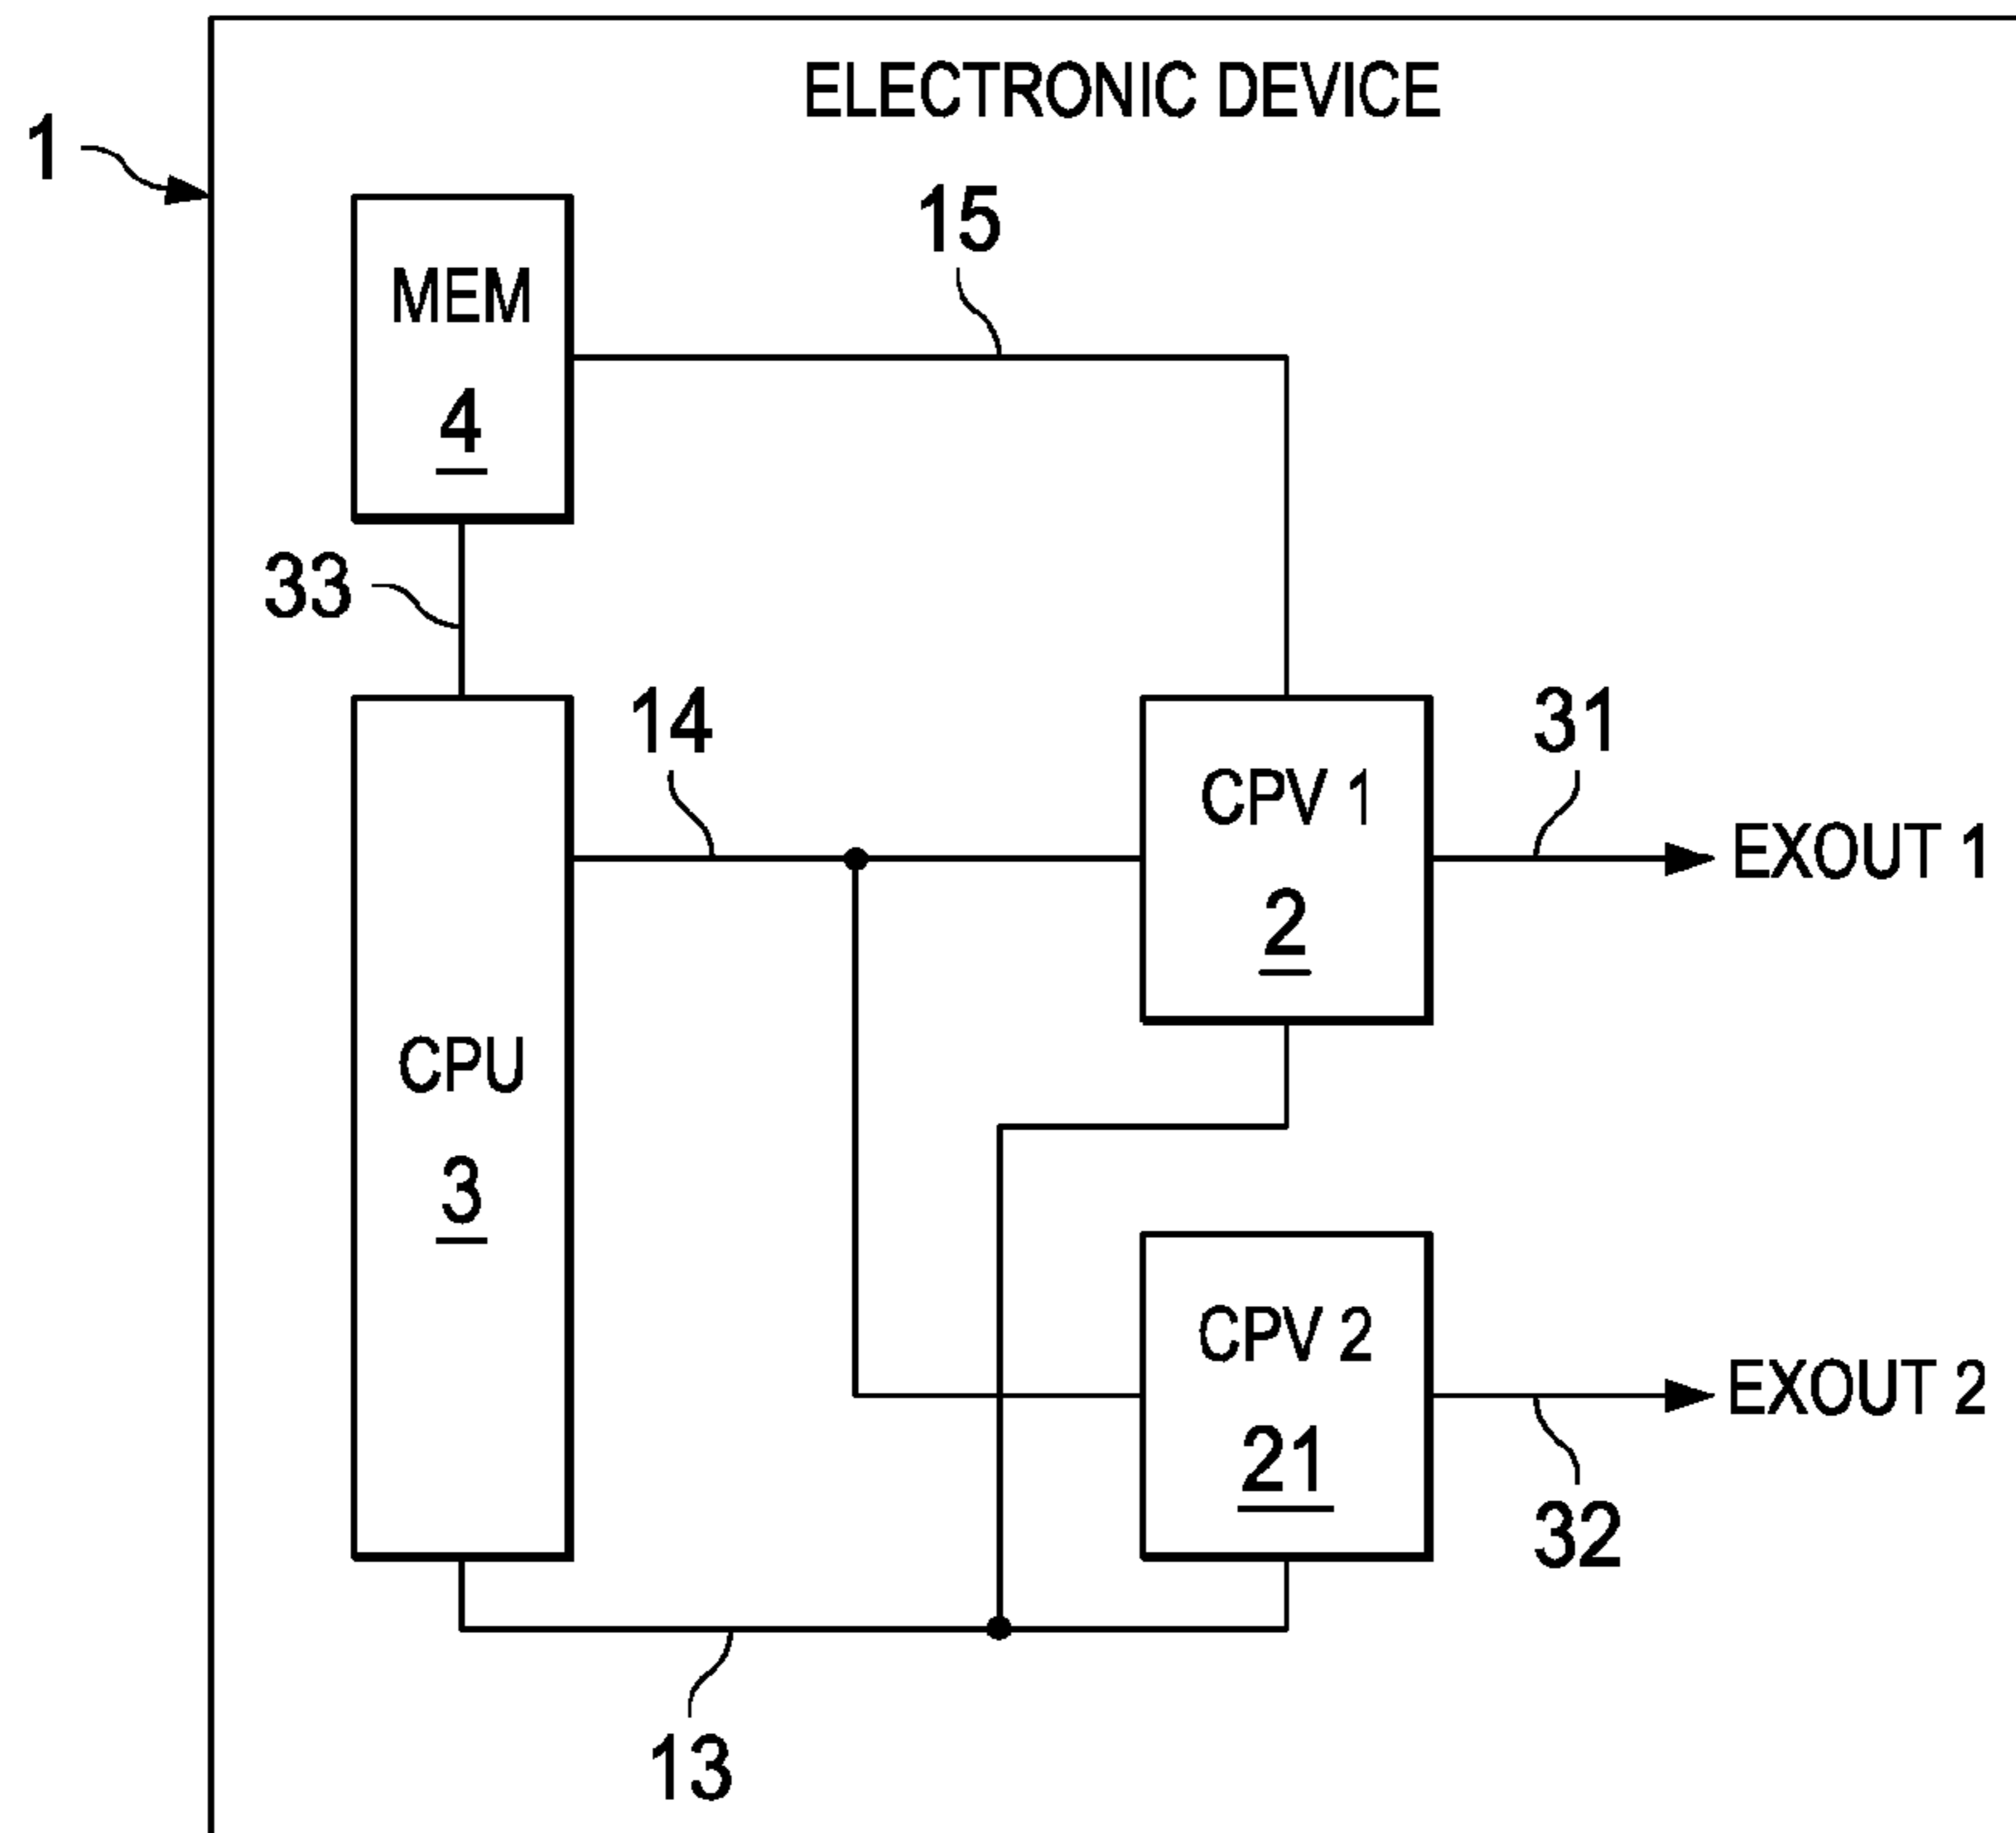 ELECTRONIC DEVICE
1
15
MEM
4
33
14
31
CPV 1
2
EXOUT 1
CPU
3
CPV 2
21
EXOUT 2
32
13